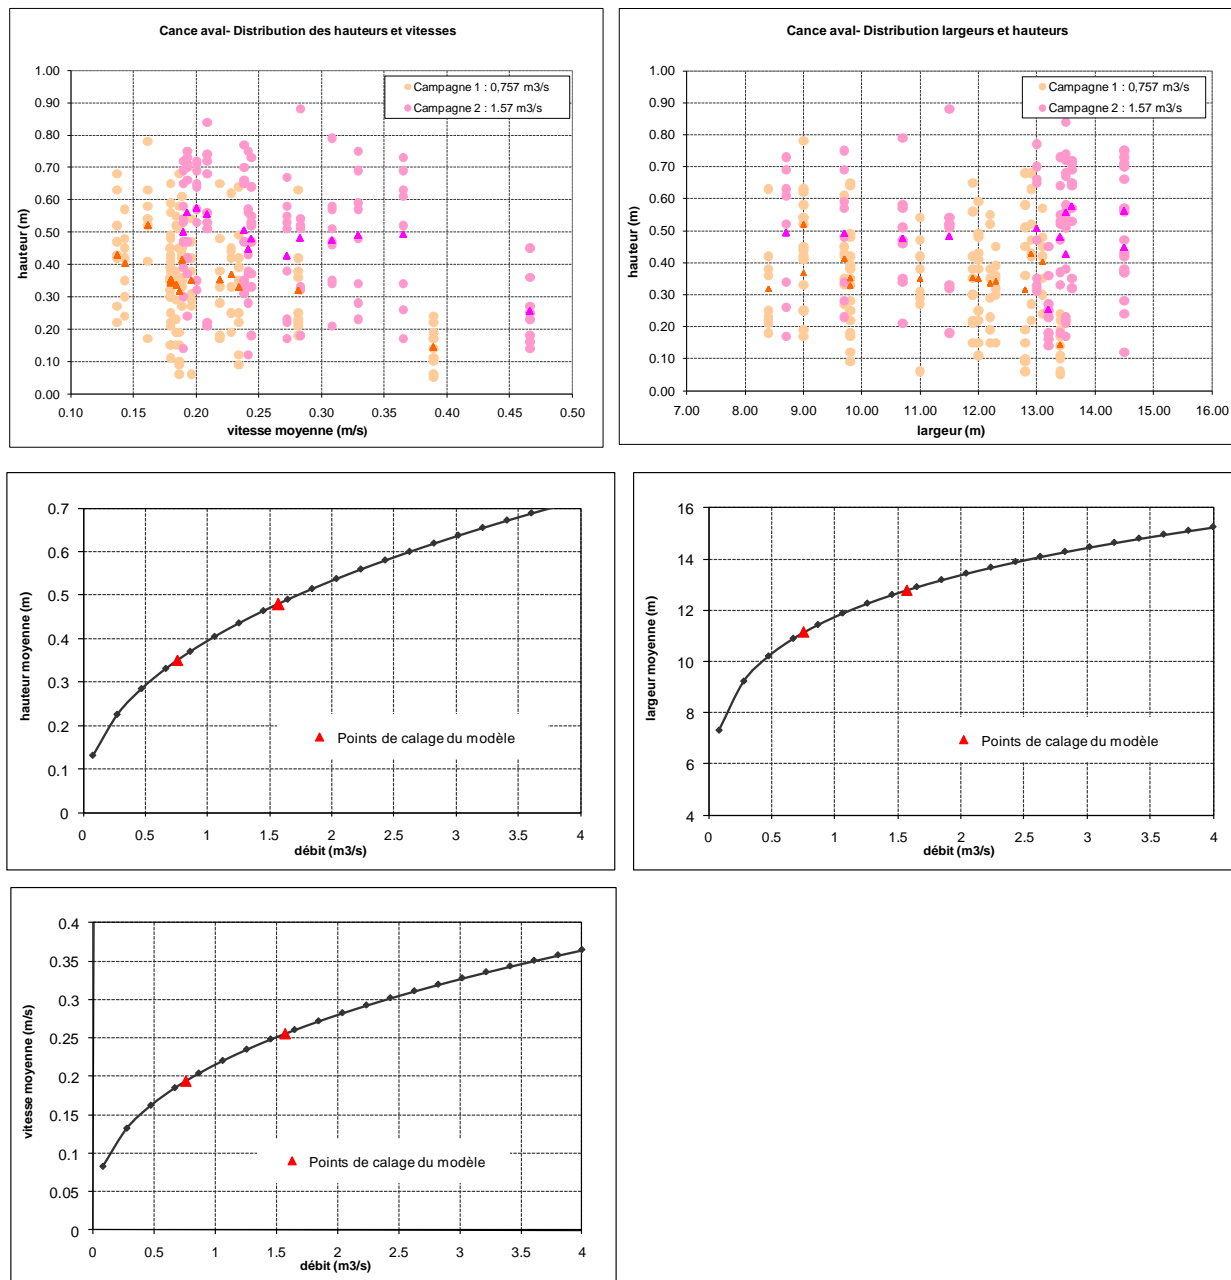 Cance aval- Distribution des hauteurs et vitesses
1.00
0.90
0.80
0.70
0.60
0.50
0.40
0.30
0.20
0.10
0.00
hauteur (m)
Campagne 1 : 0,757 m3/s
Campagne 2 : 1.57 m3/s
0.10 0.15 0.20 0.25 0.30 0.35 0.40 0.45 0.50
vitesse moyenne (m/s)
Cance aval- Distribution largeurs et hauteurs
1.00
0.90
0.80
0.70
0.60
0.50
0.40
0.30
0.20
0.10
0.00
hauteur (m)
Campagne 1 : 0,757 m3/s
Campagne 2 : 1.57 m3/s
7.00 8.00 9.00 10.00 11.00 12.00 13.00 14.00 15.00 16.00
largeur (m)
0.7
0.6
0.5
0.4
0.3
0.2
0.1
0
hauteur moyenne (m)
Points de calage du modèle
0 0.5 1 1.5 2 2.5 3 3.5 4
débit (m3/s)
16
14
12
10
8
6
4
largeur moyenne (m)
Points de calage du modèle
0 0.5 1 1.5 2 2.5 3 3.5 4
débit (m3/s)
0.4
0.35
0.3
0.25
0.2
0.15
0.1
0.05
0
vitesse moyenne (m/s)
Points de calage du modèle
0 0.5 1 1.5 2 2.5 3 3.5 4
débit (m3/s)